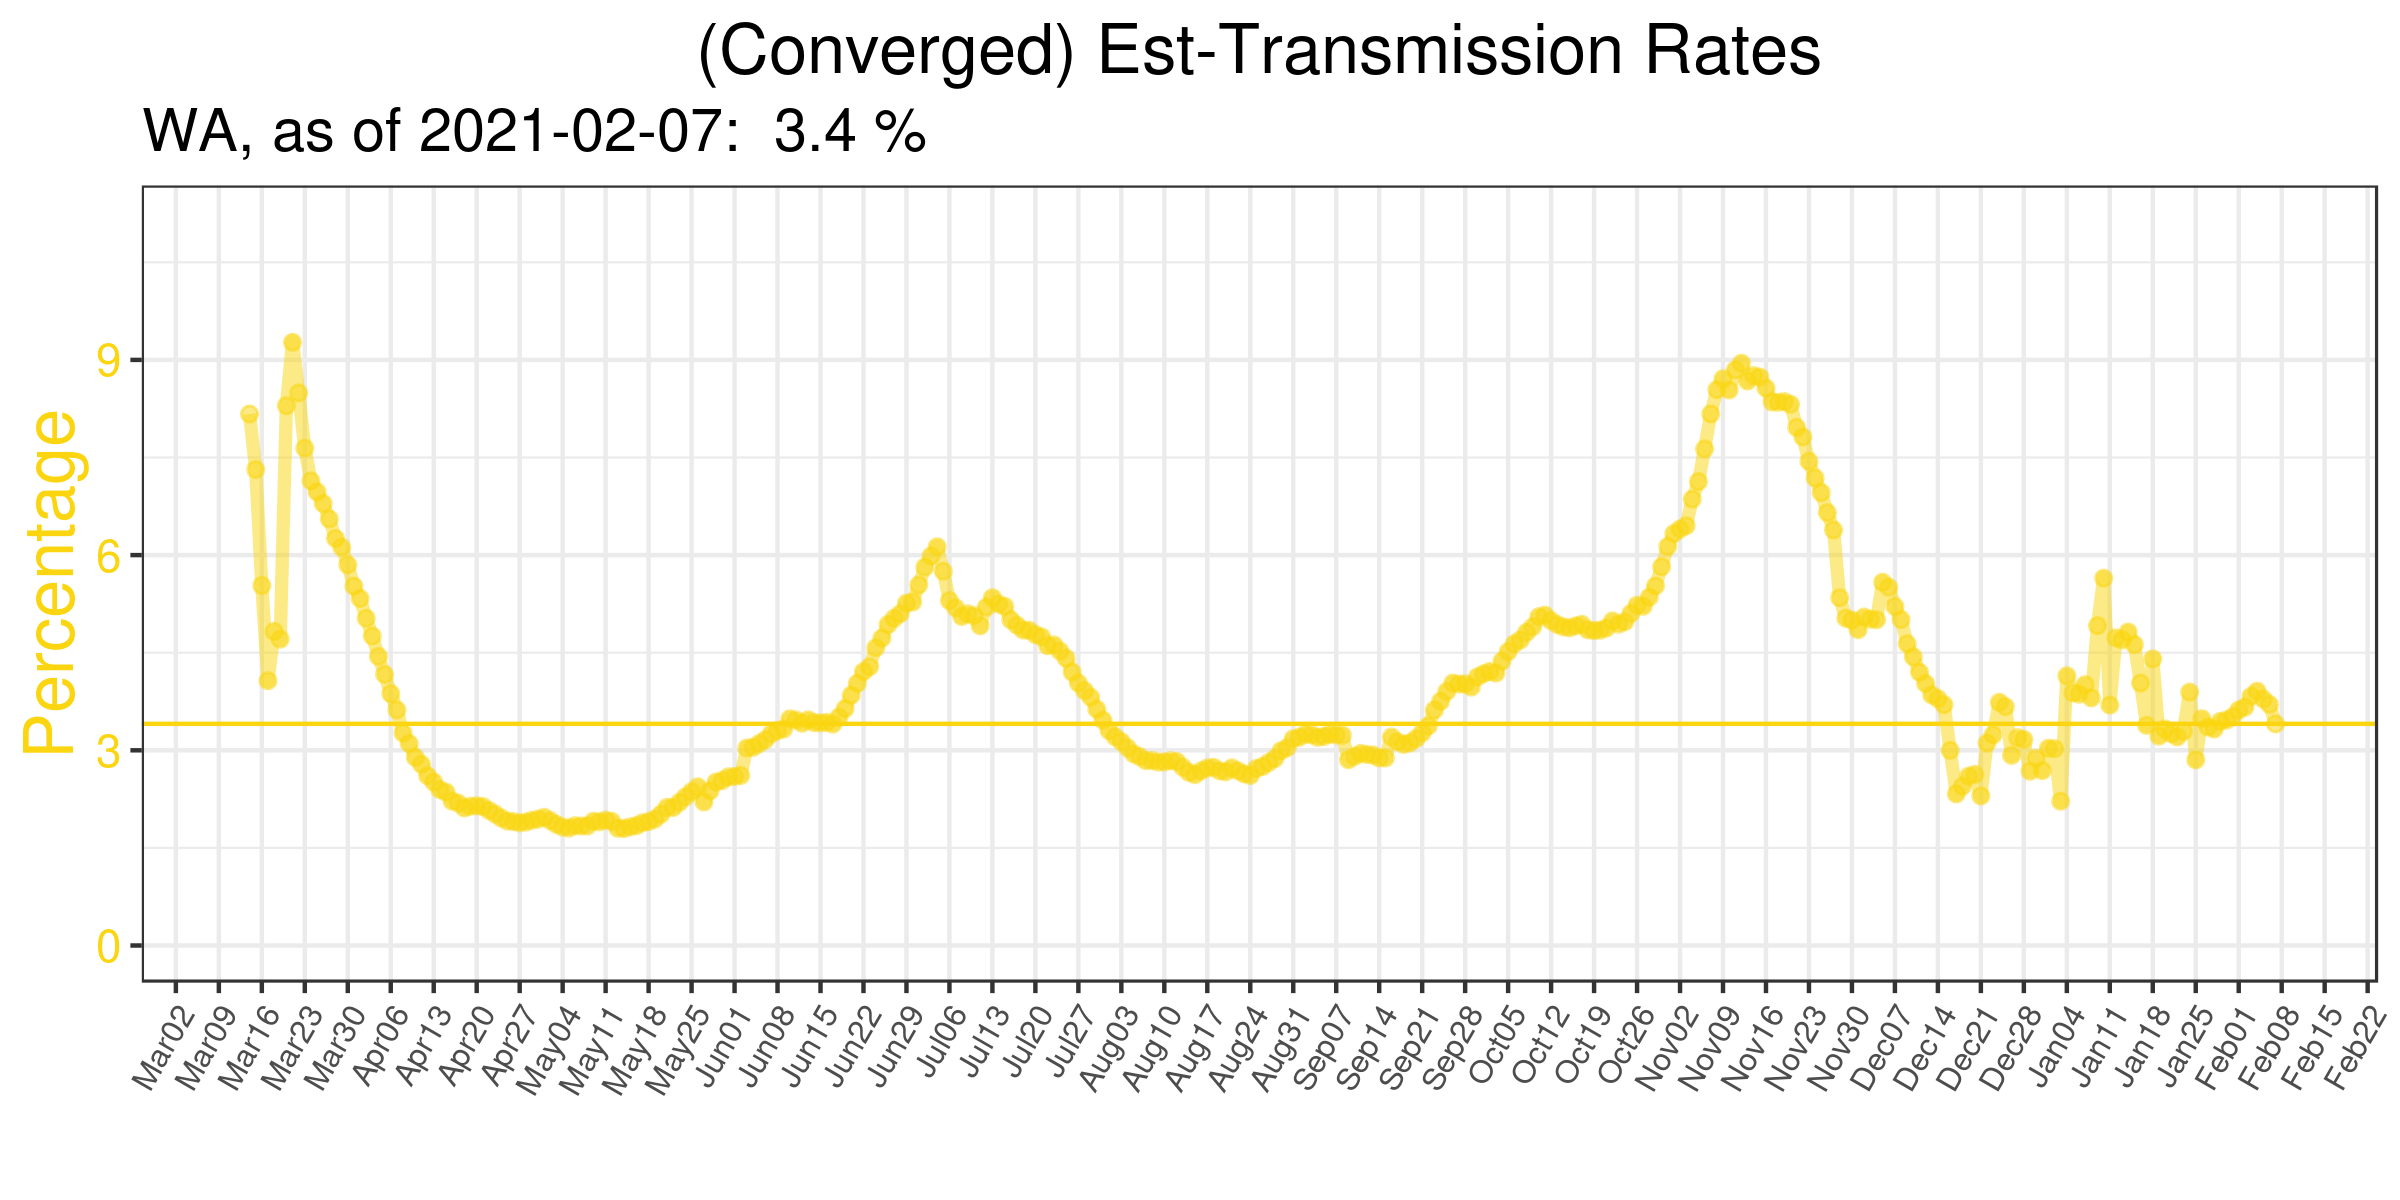 (Converged) Est-Transmission Rates
WA, as of 2021-02-07:  3.4 %
Percentage
9
6
3
0
Mar02
Mar09
Mar16
Mar23
Mar30
Apr06
Apr13
Apr20
Apr27
May04
May11
May18
May25
Jun01
Jun08
Jun15
Jun22
Jun29
Jul06
Jul13
Jul20
Jul27
Aug03
Aug10
Aug17
Aug24
Aug31
Sep07
Sep14
Sep21
Sep28
Oct05
Oct12
Oct19
Oct26
Nov02
Nov09
Nov16
Nov23
Nov30
Dec07
Dec14
Dec21
Dec28
Jan04
Jan11
Jan18
Jan25
Feb01
Feb08
Feb15
Feb22